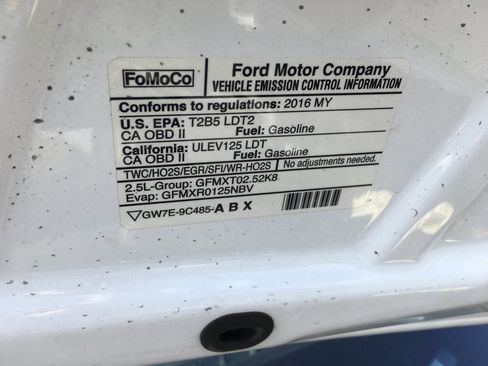 FoMoCo
Ford Motor Company
VEHICLE EMISSION CONTROL INFORMATION
Conforms to regulations: 2016 MY
U.S. EPA: T2B5 LDT2
CA OBD II Fuel: Gasoline
California: ULEV125 LDT
CA OBD II Fuel: Gasoline
TWC/HO2S/EGR/SFI/WR-HO2S No adjustments needed.
2.5L-Group: GFMXT02.52K8
Evap: GFMXR0125NBV
GW7E-9C485-A B X